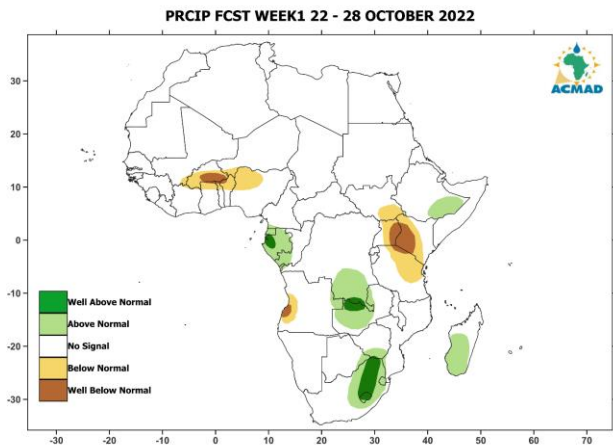 PRCIP FCST WEEK1 22 - 28 OCTOBER 2022
ACMAD
30
20
10
0
-10
-20
-30
Well Above Normal
Above Normal
No Signal
Below Normal
Well Below Normal
-30
-20
-10
0
10
20
30
40
50
60
70